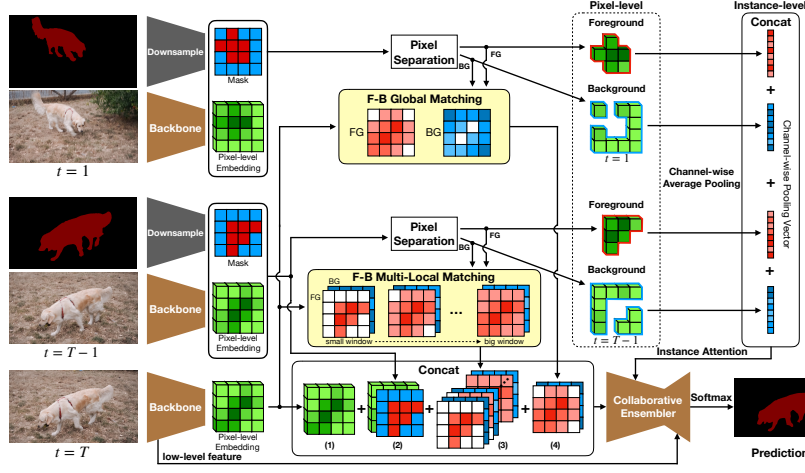 Pixel-level
Instance-level
Foreground
Concat
Downsample
Mask
Pixel
Separation
FG
BG
Backbone
Pixel-level
Embedding
t = 1
F-B Global Matching
FG
BG
Background
t = 1
Channel-wise
Average Pooling
+
+
+
Channel-wise Pooling Vector
Downsample
Mask
Pixel
Separation
FG
BG
Foreground
Backbone
Pixel-level
Embedding
t = T − 1
F-B Multi-Local Matching
BG
FG
...
small window
big window
Background
t = T − 1
Instance Attention
Concat
Backbone
Pixel-level
Embedding
t = T
low-level feature
+
+
+
(1)
(2)
(3)
(4)
Collaborative
Ensembler
Softmax
Prediction